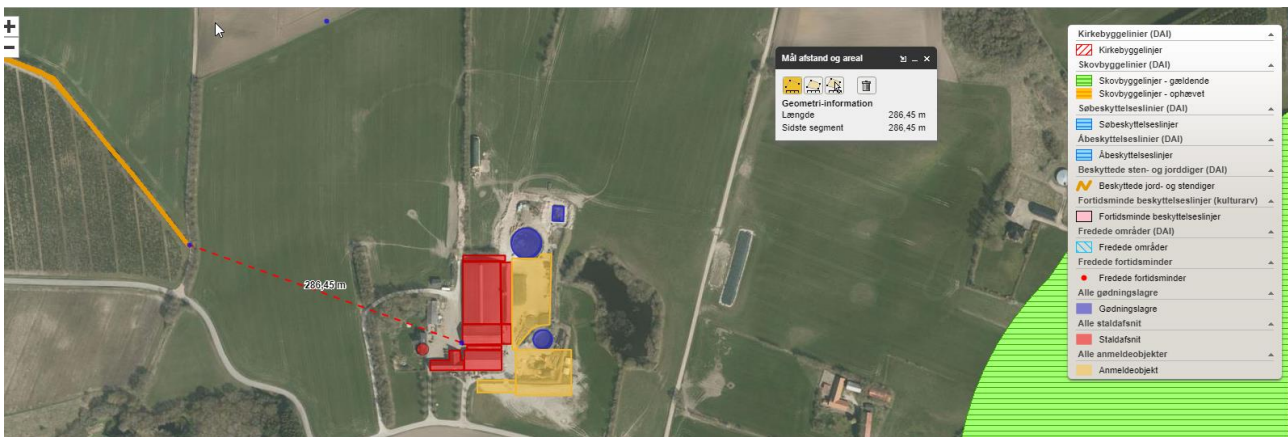 +
−
286,45 m
Mål afstand og areal
Geometri-information
Længde 286,45 m
Sidste segment 286,45 m
Kirkebyggelinier (DAI)
Kirkebyggelinjer
Skovbyggelinier (DAI)
Skovbyggelinjer - gældende
Skovbyggelinjer - ophævet
Søbeskyttelseslinier (DAI)
Søbeskyttelseslinjer
Åbeskyttelseslinier (DAI)
Åbeskyttelseslinjer
Beskyttede sten- og jorddiger (DAI)
Beskyttede jord- og stendiger
Fortidsminde beskyttelseslinjer (kulturarv)
Fortidsminde beskyttelseslinjer
Fredede områder (DAI)
Fredede områder
Fredede fortidsminder
Fredede fortidsminder
Alle gødningslagre
Gødningslagre
Alle staldafsnit
Staldafsnit
Alle anmeldeobjekter
Anmeldeobjekt